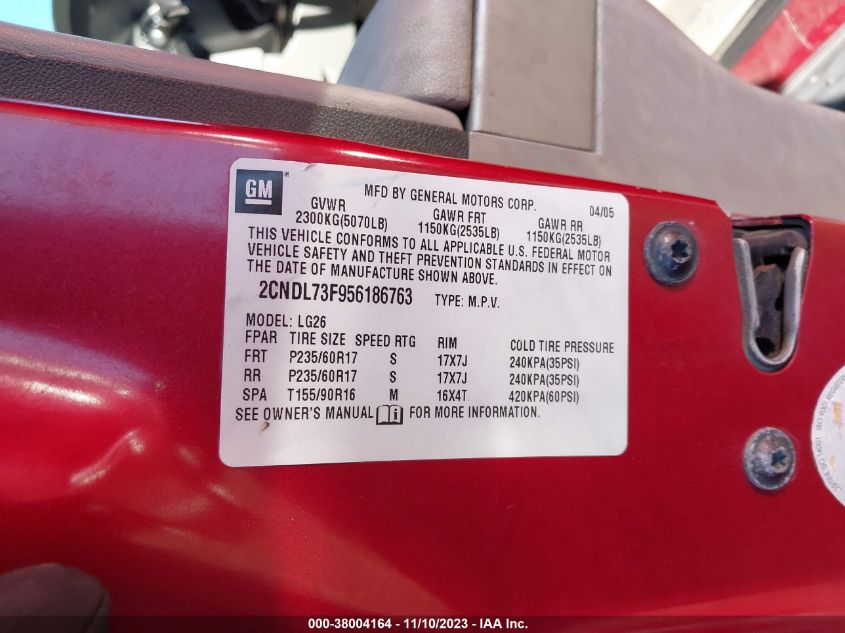 GM ®
MFD BY GENERAL MOTORS CORP. 04/05
GVWR GAWR FRT GAWR RR
2300KG(5070LB) 1150KG(2535LB) 1150KG(2535LB)
THIS VEHICLE CONFORMS TO ALL APPLICABLE U.S. FEDERAL MOTOR
VEHICLE SAFETY AND THEFT PREVENTION STANDARDS IN EFFECT ON
THE DATE OF MANUFACTURE SHOWN ABOVE.
2CNDL73F956186763 TYPE: M.P.V.
MODEL: LG26
FPAR TIRE SIZE SPEED RTG RIM COLD TIRE PRESSURE
FRT P235/60R17 S 17X7J 240KPA(35PSI)
RR P235/60R17 S 17X7J 240KPA(35PSI)
SPA T155/90R16 M 16X4T 420KPA(60PSI)
SEE OWNER'S MANUAL i FOR MORE INFORMATION.
000-38004164 — 11/10/2023 - IAA Inc.